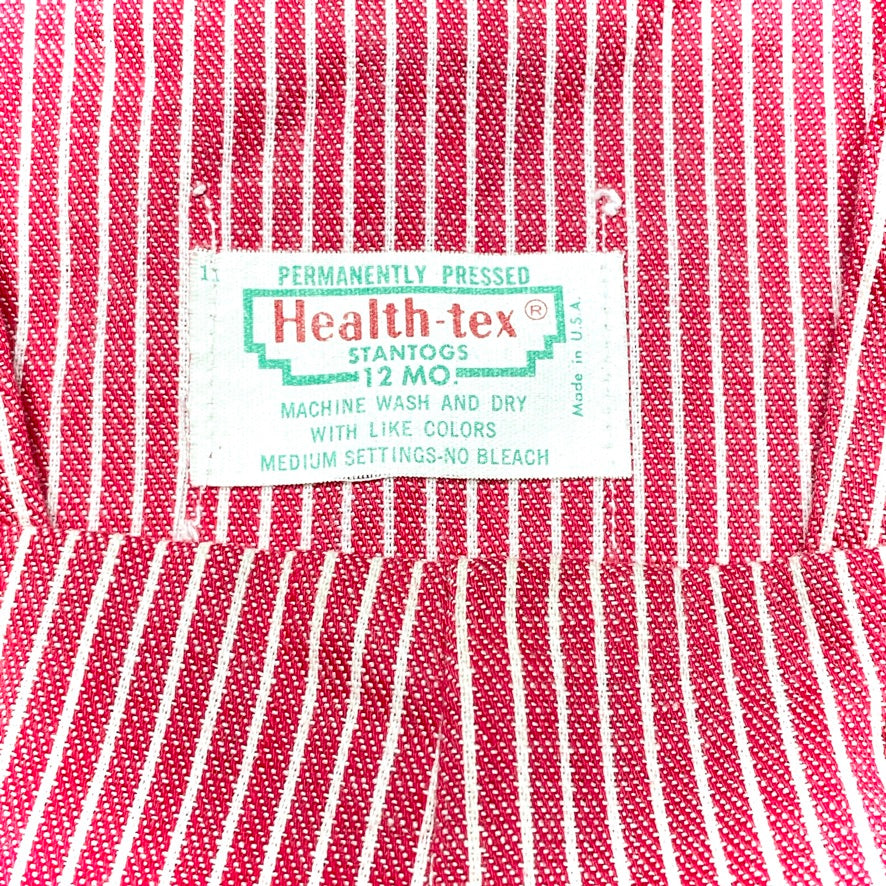 PERMANENTLY PRESSED
Health-tex®
STANTOGS
12 MO.
MACHINE WASH AND DRY
WITH LIKE COLORS
MEDIUM SETTINGS-NO BLEACH
Made in U.S.A.